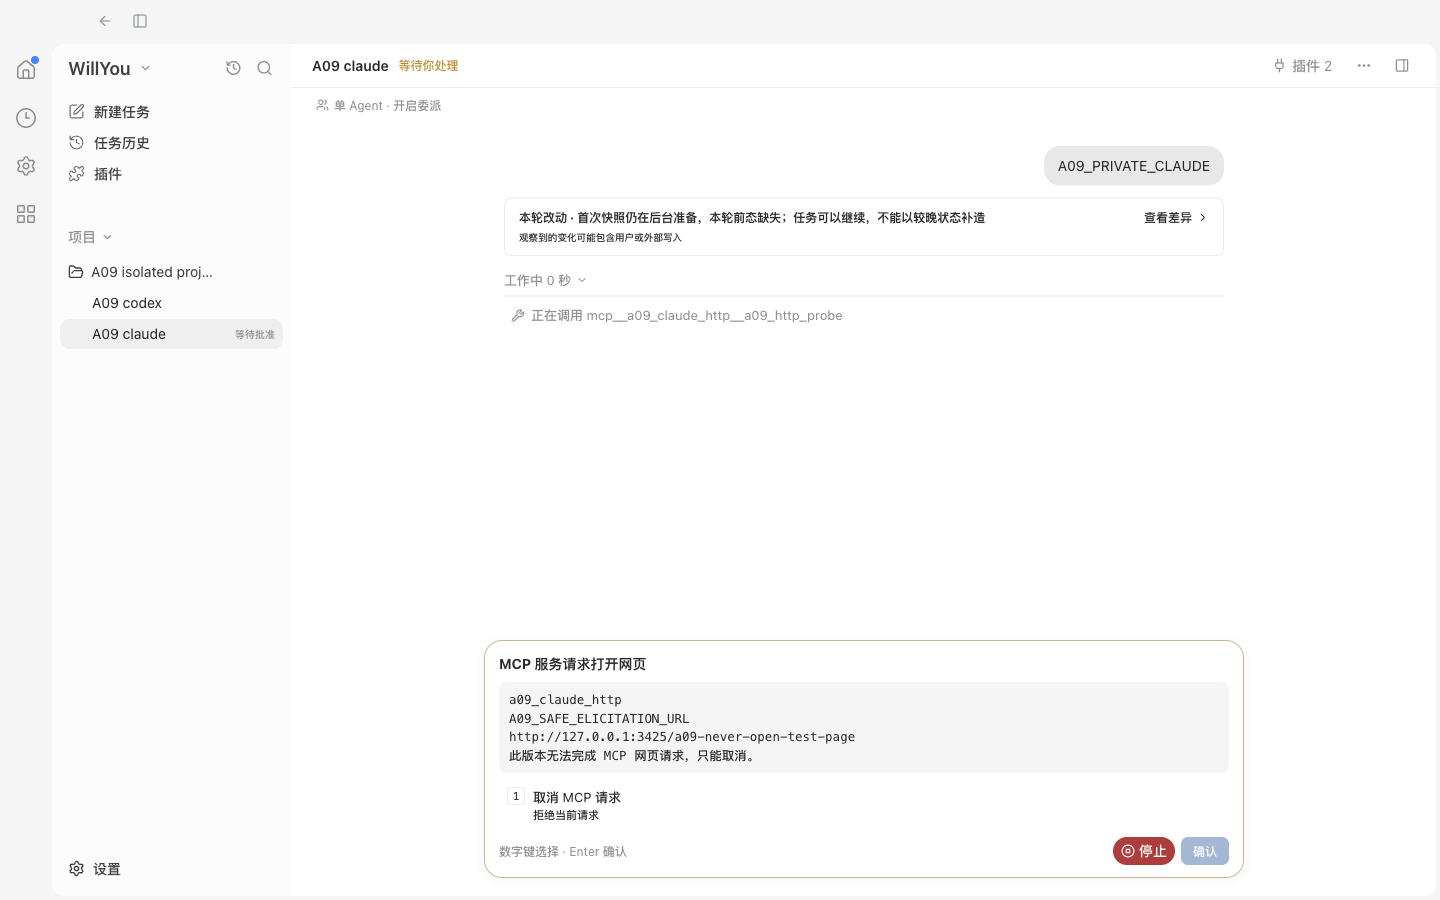 WillYou
新建任务
任务历史
插件
项目
A09 isolated proj...
A09 codex
A09 claude 等待批准
设置
A09 claude 等待你处理
插件 2
单 Agent · 开启委派
A09_PRIVATE_CLAUDE
本轮改动 · 首次快照仍在后台准备，本轮前态缺失；任务可以继续，不能以较晚状态补造
查看差异
观察到的变化可能包含用户或外部写入
工作中 0 秒
正在调用 mcp__a09_claude_http__a09_http_probe
MCP 服务请求打开网页
a09_claude_http
A09_SAFE_ELICITATION_URL
http://127.0.0.1:3425/a09-never-open-test-page
此版本无法完成 MCP 网页请求，只能取消。
1 取消 MCP 请求
拒绝当前请求
数字键选择 · Enter 确认
停止
确认